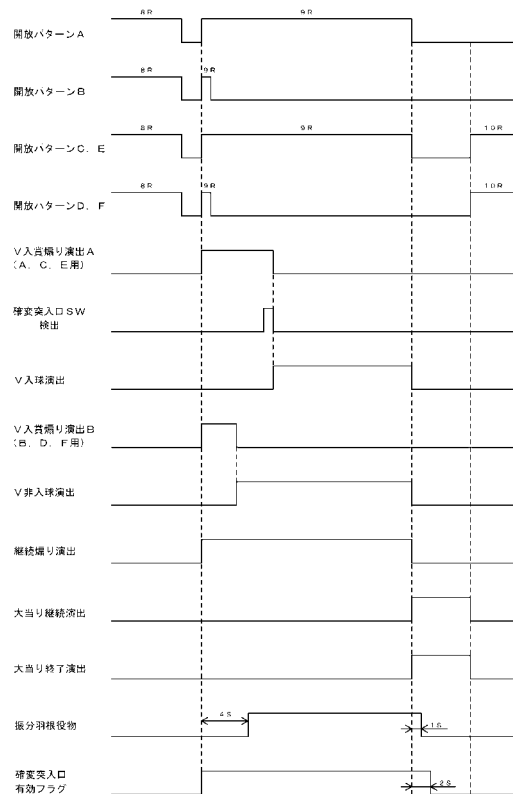 8R
9R
開放パターンA
8R
9R
開放パターンB
8R
9R
10R
開放パターンC．E
8R
9R
10R
開放パターンD．F
V入賞煽り演出A
(A．C．E用)
確変突入口SW
検出
V入球演出
V入賞煽り演出B
(B．D．F用)
V非入球演出
継続煽り演出
大当り継続演出
大当り終了演出
4S
振分羽根役物
1S
確変突入口
有効フラグ
2S